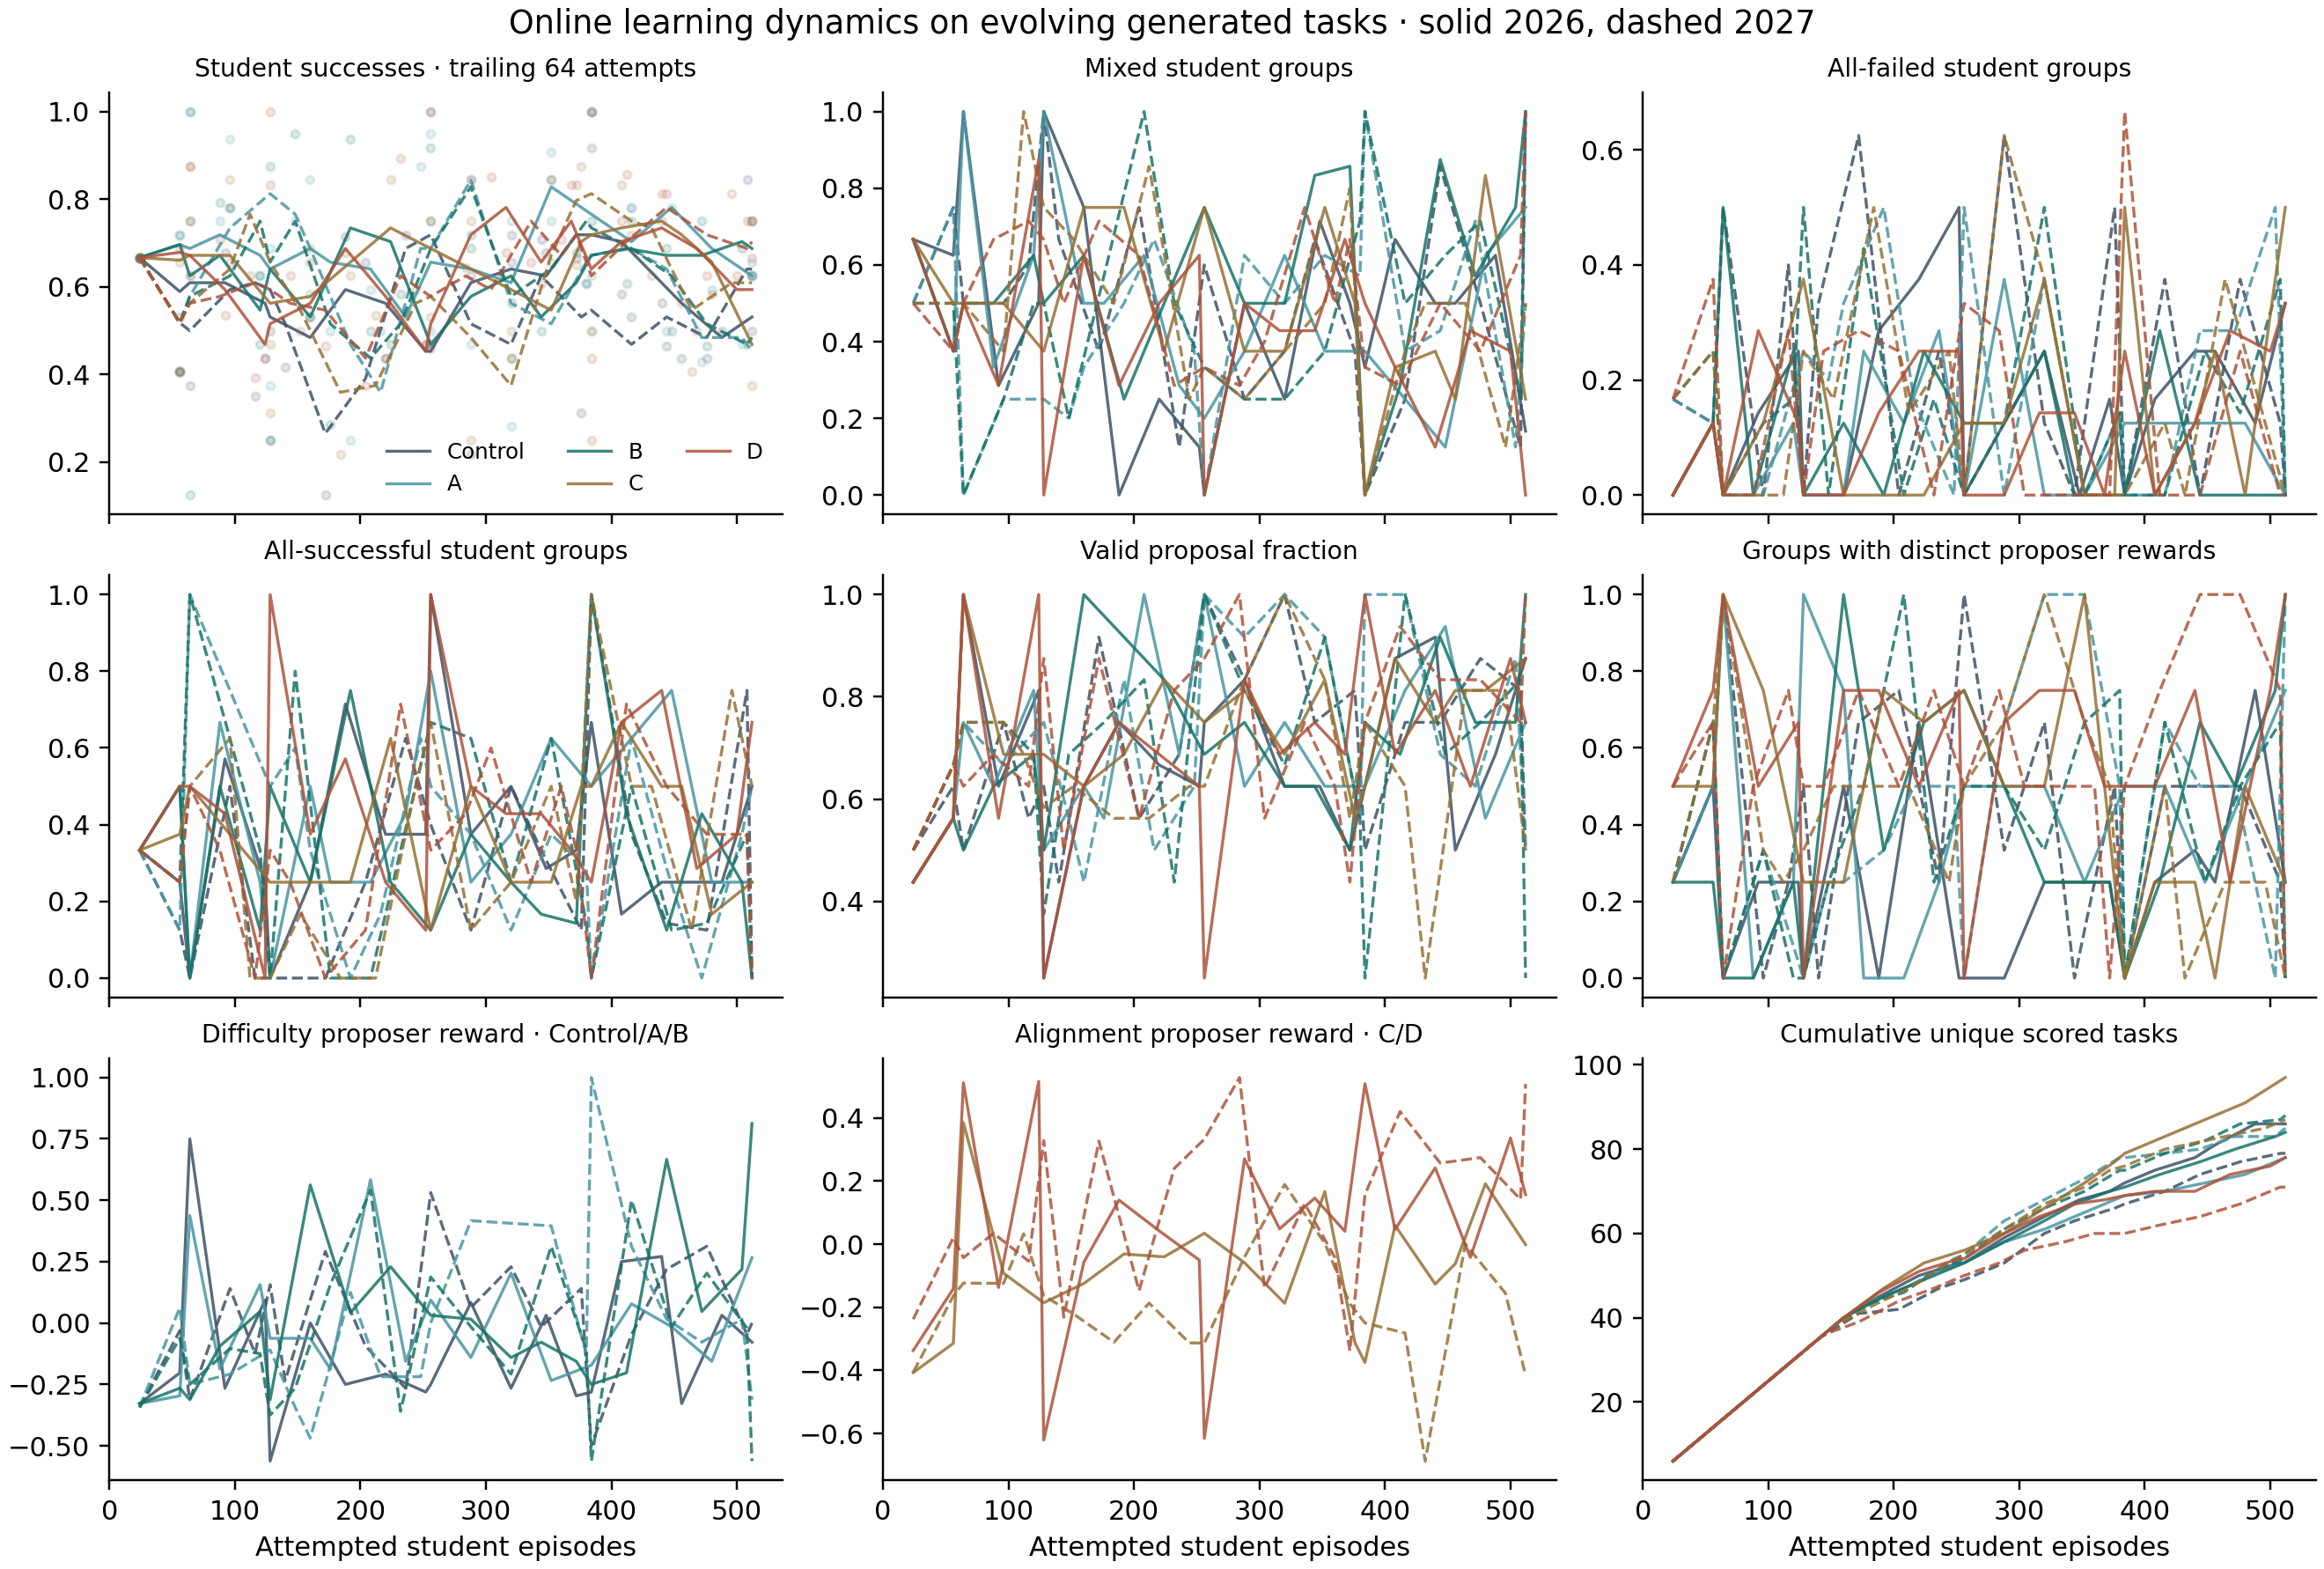 Online learning dynamics on evolving generated tasks · solid 2026, dashed 2027
Student successes · trailing 64 attempts
Mixed student groups
All-failed student groups
1.0
0.8
0.6
0.4
0.2
Control
A
B
C
D
1.0
0.8
0.6
0.4
0.2
0.0
0.6
0.4
0.2
0.0
All-successful student groups
Valid proposal fraction
Groups with distinct proposer rewards
1.0
0.8
0.6
0.4
0.2
0.0
1.0
0.8
0.6
0.4
1.0
0.8
0.6
0.4
0.2
0.0
Difficulty proposer reward · Control/A/B
Alignment proposer reward · C/D
Cumulative unique scored tasks
1.00
0.75
0.50
0.25
0.00
−0.25
−0.50
0.4
0.2
0.0
−0.2
−0.4
−0.6
100
80
60
40
20
0 100 200 300 400 500
0 100 200 300 400 500
0 100 200 300 400 500
Attempted student episodes
Attempted student episodes
Attempted student episodes